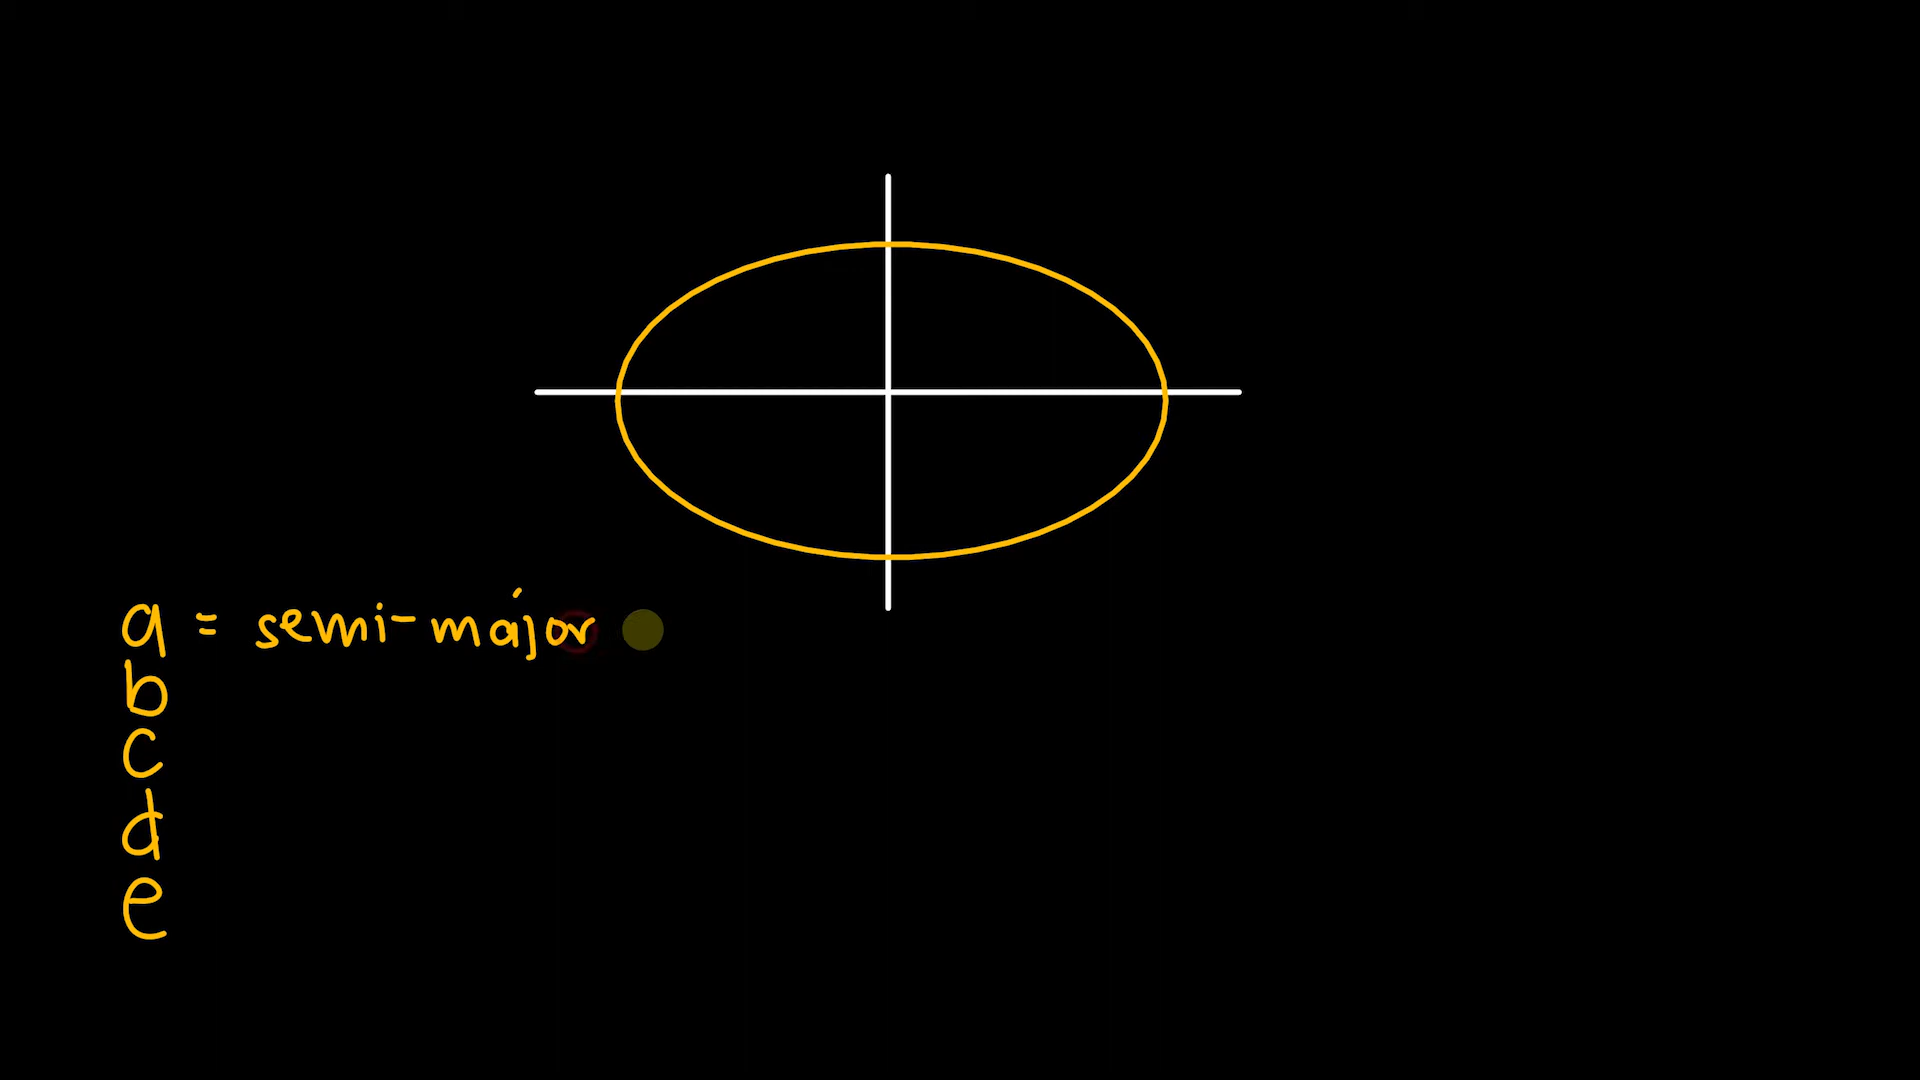 a = semi-major
b
c
d
e